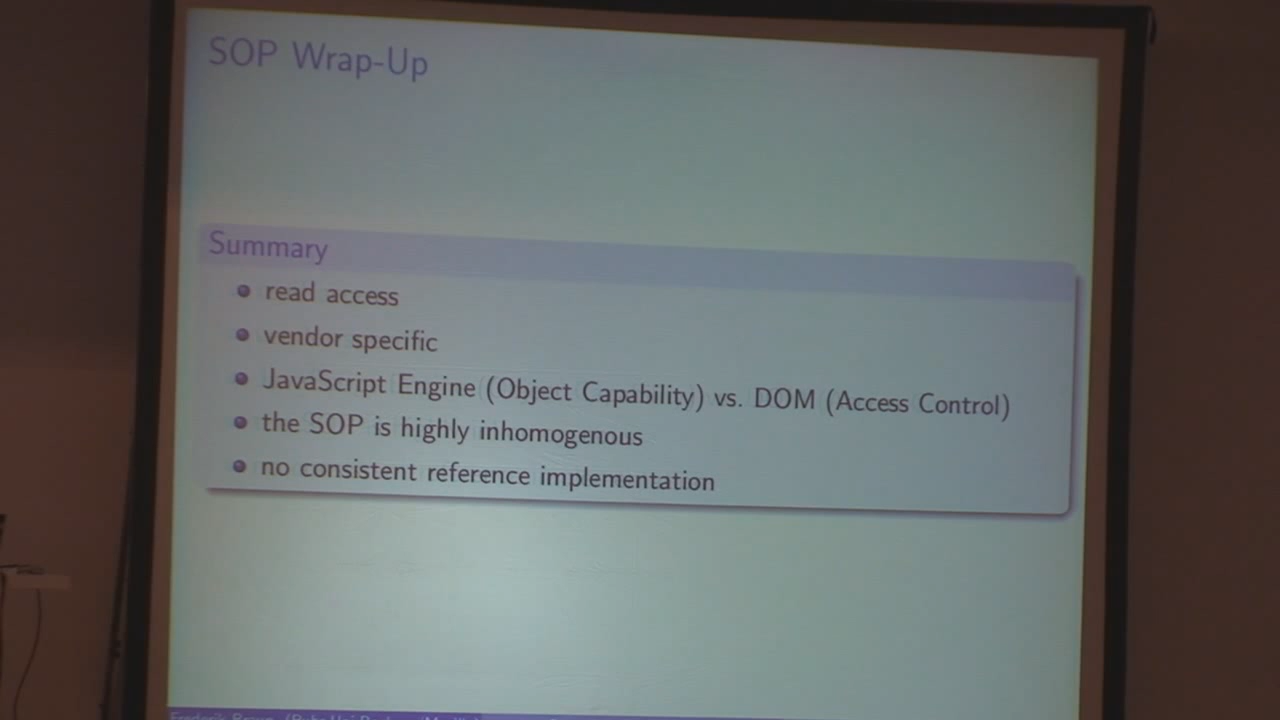 SOP Wrap-Up
Summary
read access
vendor specific
JavaScript Engine (Object Capability) vs. DOM (Access Control)
the SOP is highly inhomogenous
no consistent reference implementation